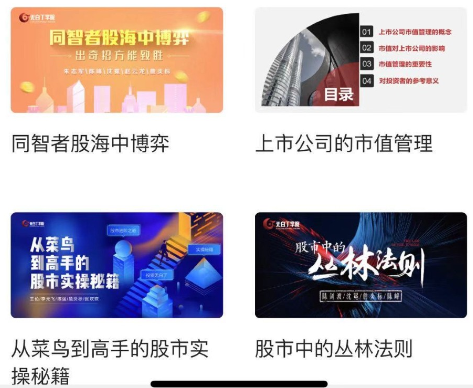 同智者股海中博弈
出奇招方能致胜
目录
01 上市公司市值管理的概念
02 市值对上市公司的影响
03 市值管理的重要性
04 对投资者的参考意义
同智者股海中博弈
上市公司的市值管理
从菜鸟
到高手的
股市实操秘籍
股市中的
丛林法则
从菜鸟到高手的股市实
操秘籍
股市中的丛林法则